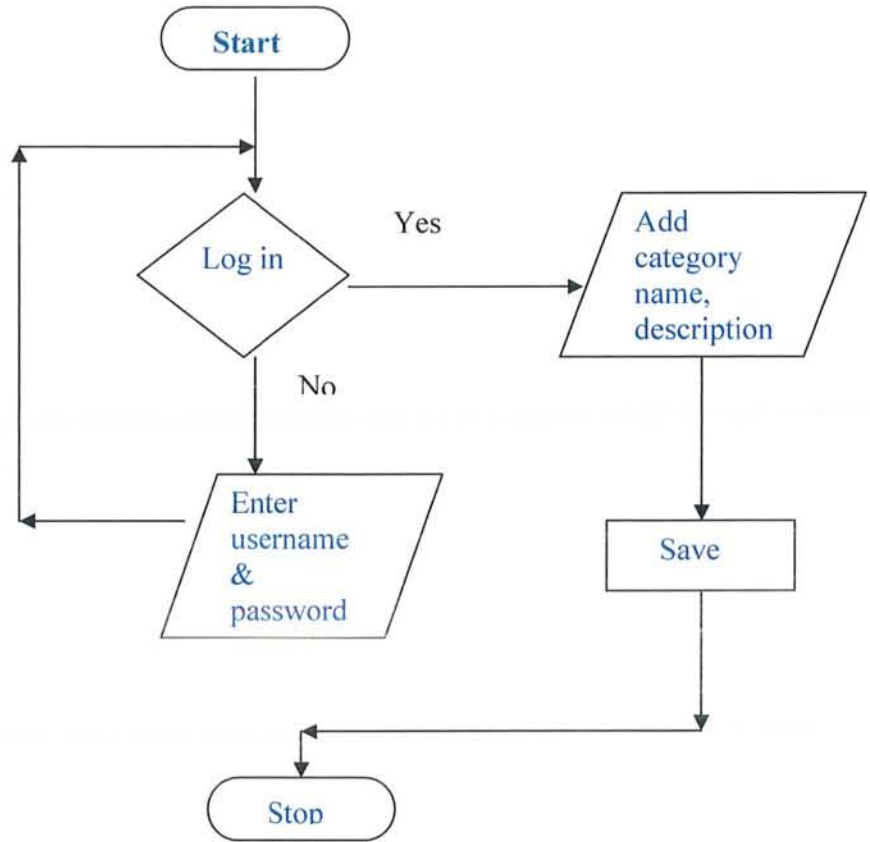 Start
Yes
Log in
Add
category
name,
description
No
Enter
username
&
password
Save
Stop